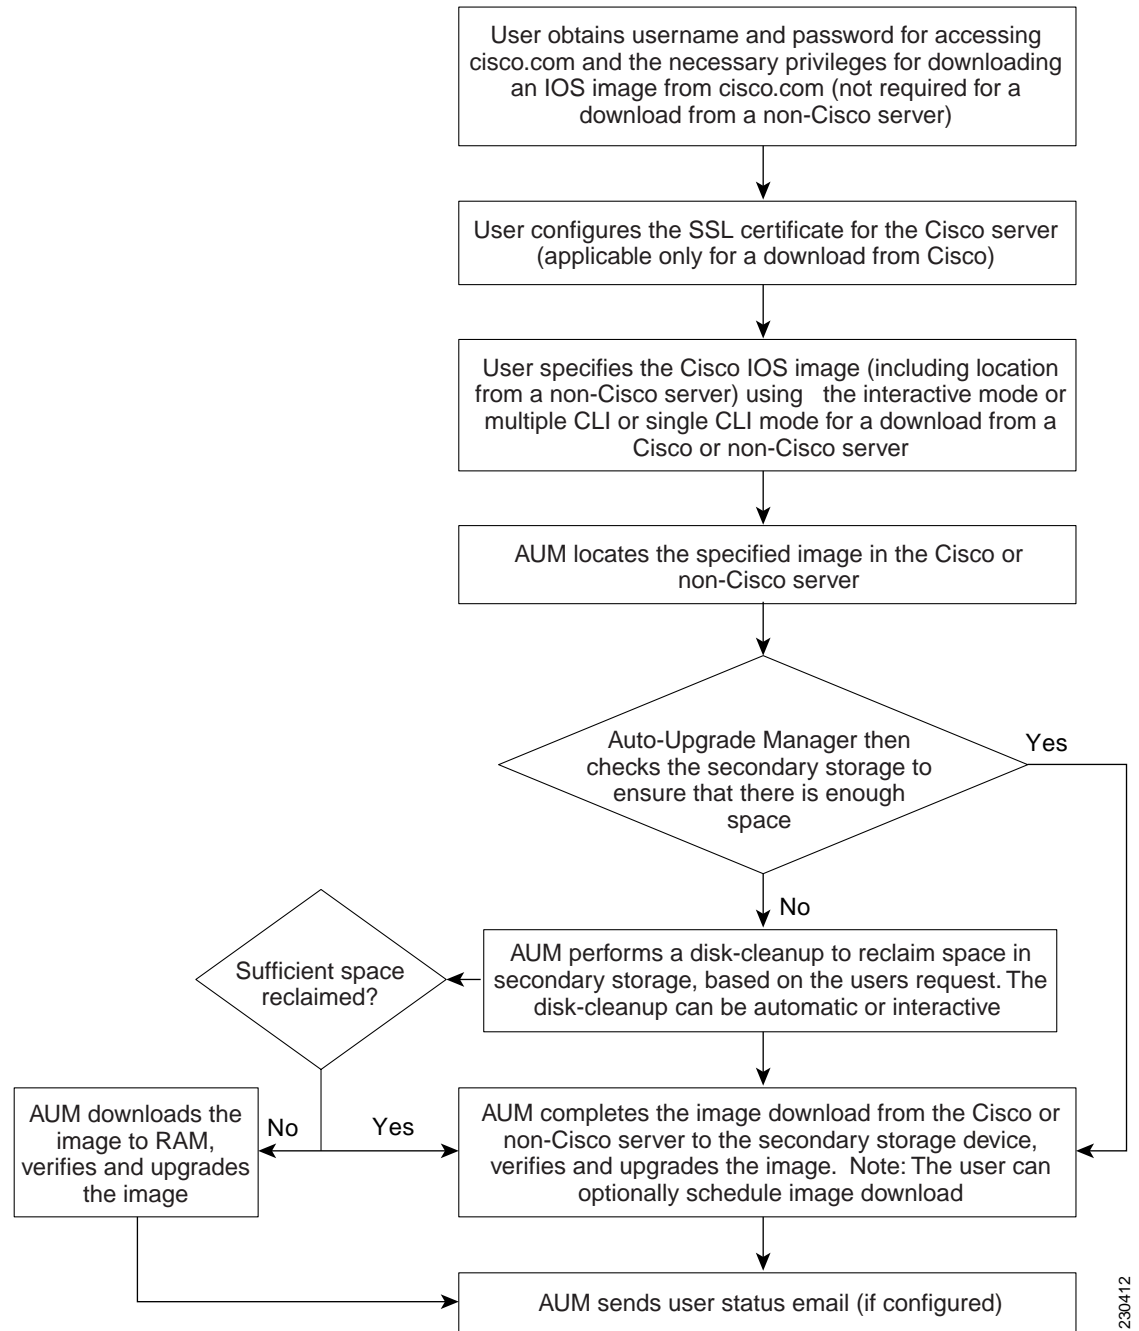 User obtains username and password for accessing
cisco.com and the necessary privileges for downloading
an IOS image from cisco.com (not required for a
download from a non-Cisco server)
User configures the SSL certificate for the Cisco server
(applicable only for a download from Cisco)
User specifies the Cisco IOS image (including location
from a non-Cisco server) using the interactive mode or
multiple CLI or single CLI mode for a download from a
Cisco or non-Cisco server
AUM locates the specified image in the Cisco or
non-Cisco server
Auto-Upgrade Manager then
checks the secondary storage to
ensure that there is enough
space
Yes
No
AUM performs a disk-cleanup to reclaim space in
secondary storage, based on the users request. The
disk-cleanup can be automatic or interactive
Sufficient space
reclaimed?
No
Yes
AUM downloads the
image to RAM,
verifies and upgrades
the image
AUM completes the image download from the Cisco or
non-Cisco server to the secondary storage device,
verifies and upgrades the image. Note: The user can
optionally schedule image download
AUM sends user status email (if configured)
230412